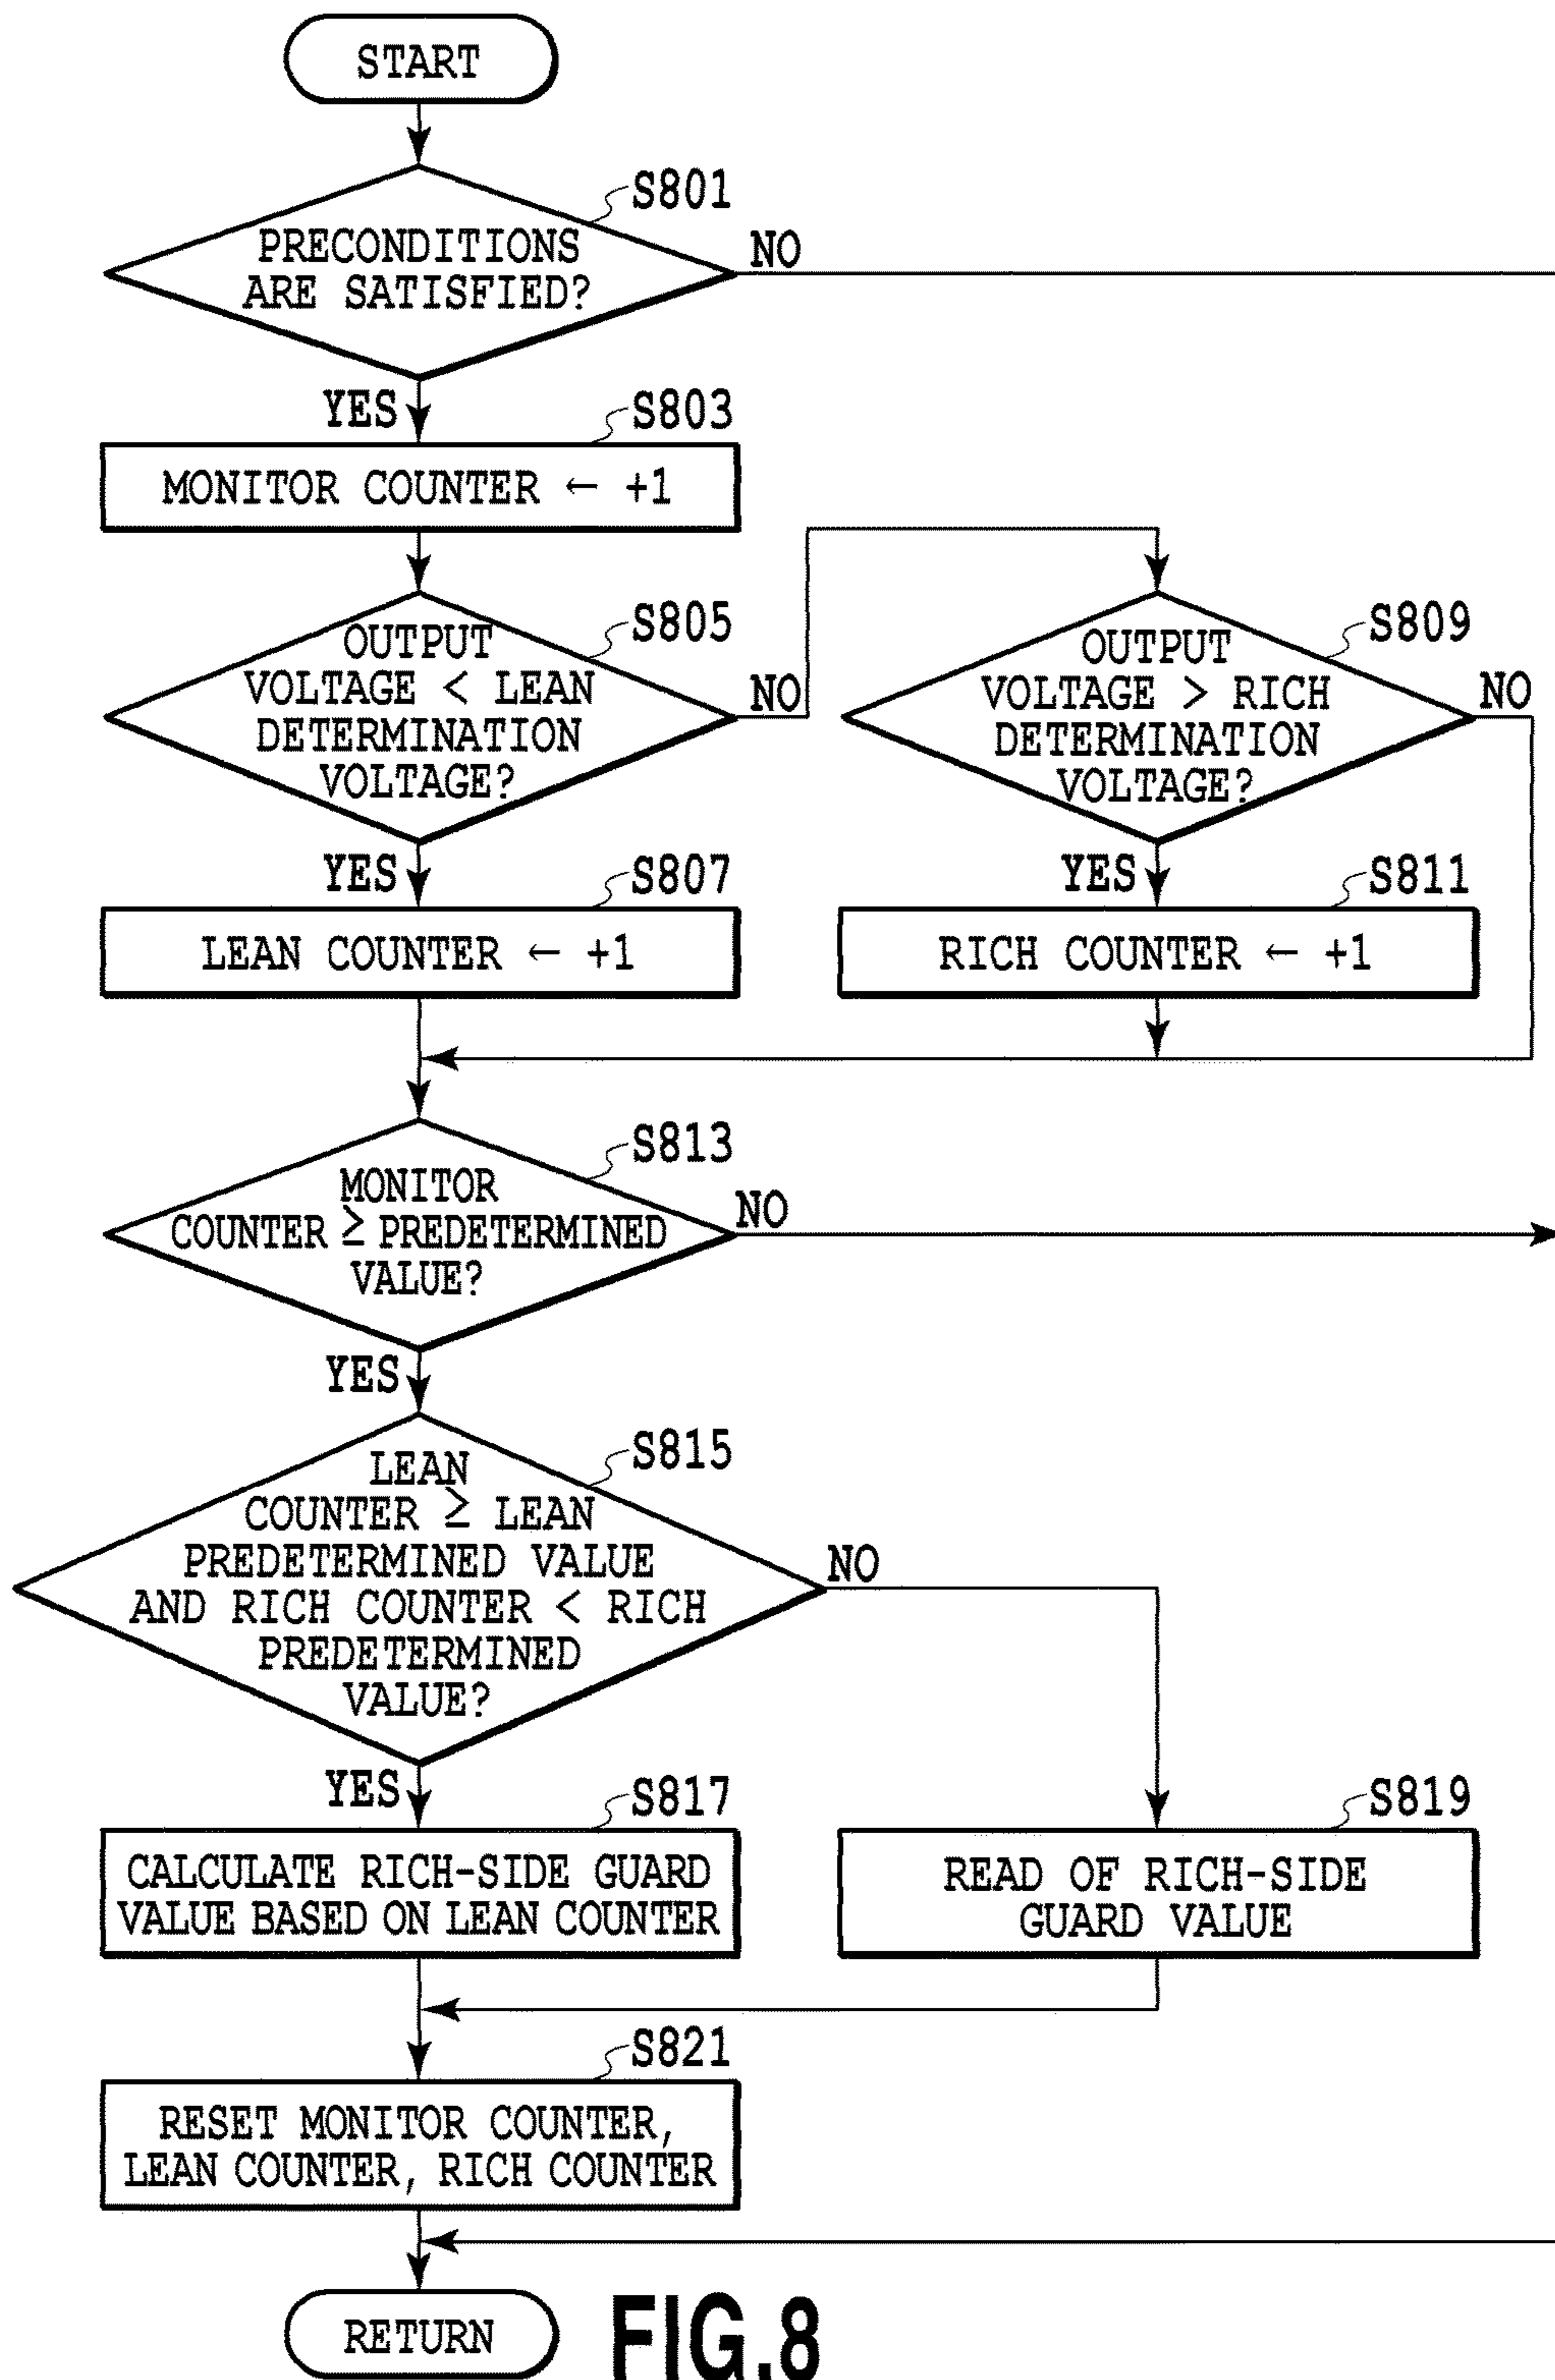 START
S801
PRECONDITIONS
ARE SATISFIED?
NO
YES
S803
MONITOR COUNTER ← +1
S805
OUTPUT
VOLTAGE < LEAN
DETERMINATION
VOLTAGE?
NO
S809
OUTPUT
VOLTAGE > RICH
DETERMINATION
VOLTAGE?
NO
YES
S807
LEAN COUNTER ← +1
YES
S811
RICH COUNTER ← +1
S813
MONITOR
COUNTER ≥ PREDETERMINED
VALUE?
NO
YES
S815
LEAN
COUNTER ≥ LEAN
PREDETERMINED VALUE
AND RICH COUNTER < RICH
PREDETERMINED
VALUE?
NO
YES
S817
CALCULATE RICH-SIDE GUARD
VALUE BASED ON LEAN COUNTER
S819
READ OF RICH-SIDE
GUARD VALUE
S821
RESET MONITOR COUNTER,
LEAN COUNTER, RICH COUNTER
RETURN
FIG.8